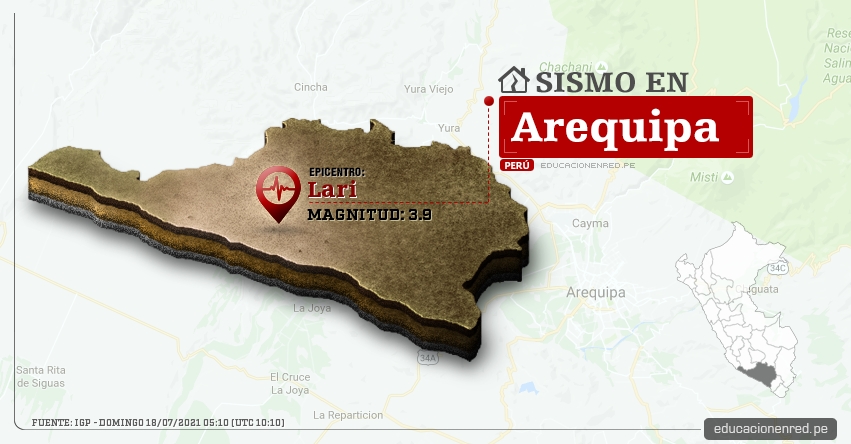 SISMO EN
Arequipa
PERÚ
EDUCACIONENRED.PE
EPICENTRO:
Lari
MAGNITUD: 3.9
Chachani
Rese
Nacio
Salin
Agua
Cincha
Yura Viejo
Yura
Misti
Cayma
34C
iguata
Arequipa
La Joya
34A
Santa Rita
de Siguas
El Cruce
La Joya
La Reparticion
FUENTE: IGP - DOMINGO 18/07/2021 05:10 (UTC 10:10)
educacionenred.pe